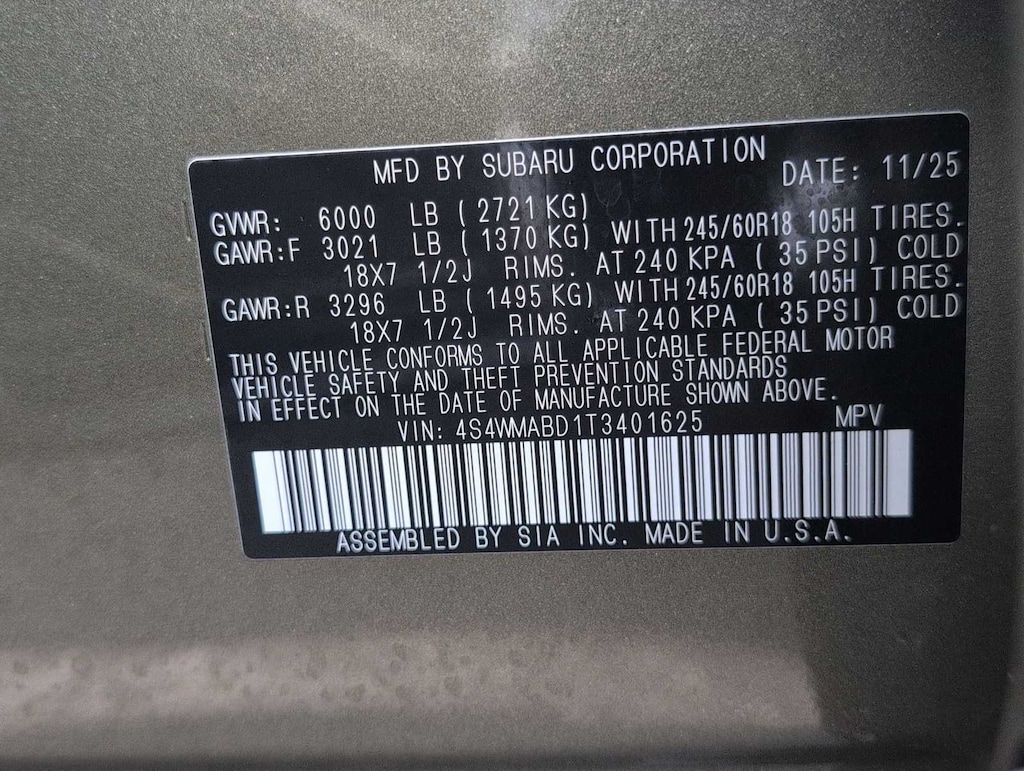 MFD BY SUBARU CORPORATION DATE: 11/25
GVWR: 6000 LB ( 2721 KG)
GAWR:F 3021 LB ( 1370 KG) WITH 245/60R18 105H TIRES.
18X7 1/2J RIMS. AT 240 KPA ( 35 PSI) COLD
GAWR:R 3296 LB ( 1495 KG) WITH 245/60R18 105H TIRES.
18X7 1/2J RIMS. AT 240 KPA ( 35 PSI) COLD
THIS VEHICLE CONFORMS TO ALL APPLICABLE FEDERAL MOTOR
VEHICLE SAFETY AND THEFT PREVENTION STANDARDS
IN EFFECT ON THE DATE OF MANUFACTURE SHOWN ABOVE.
VIN: 4S4WMABD1T3401625 MPV
ASSEMBLED BY SIA INC. MADE IN U.S.A.